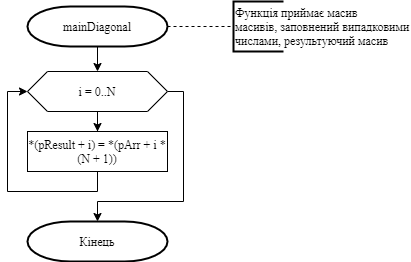 mainDiagonal
Функція приймає масив
масивів, заповнений випадковими
числами, результуючий масив
i = 0..N
*(pResult + i) = *(pArr + i *
(N + 1))
Кінець